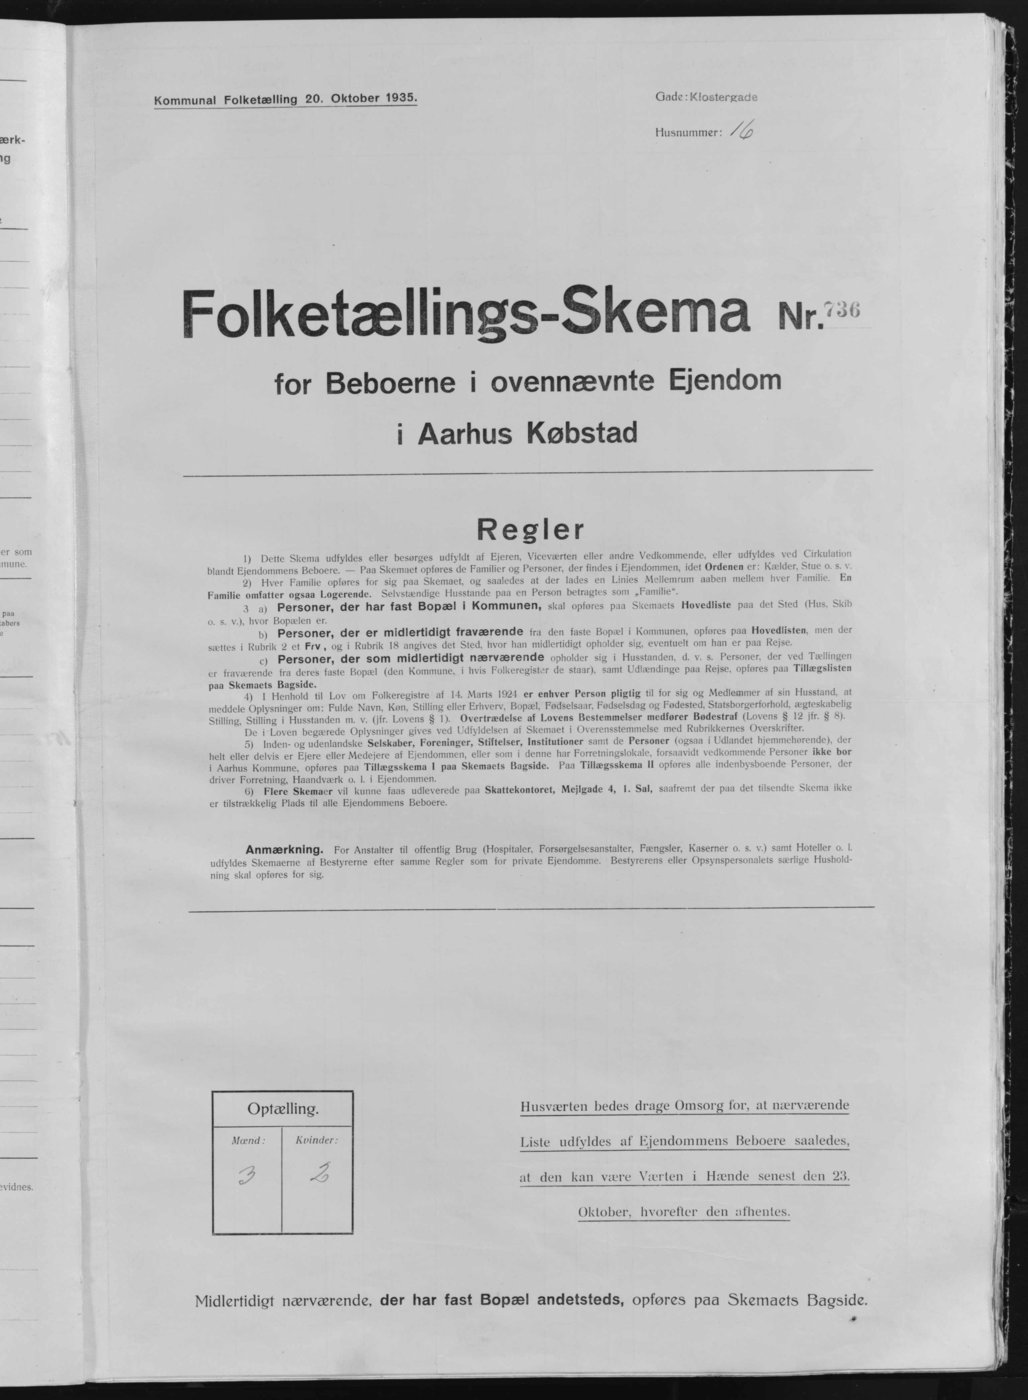 Kommunal Folketælling 20. Oktober 1935.
Gade: Klostergade
Husnummer: 16
Folketællings-Skema Nr. 736
for Beboerne i ovennævnte Ejendom
i Aarhus Købstad
Regler
1) Dette Skema udfyldes eller besørges udfyldt af Ejeren, Viceværten eller andre Vedkommende, eller udfyldes ved Cirkulation
blandt Ejendommens Beboere. — Paa Skemaet opføres de Familier og Personer, der findes i Ejendommen, idet Ordenen er: Kælder, Stue o. s. v.
2) Hver Familie opføres for sig paa Skemaet, og saaledes at der lades en Linies Mellemrum aaben mellem hver Familie. En
Familie omfatter ogsaa Logerende. Selvstændige Husstande paa en Person betragtes som „Familie“.
3 a) Personer, der har fast Bopæl i Kommunen, skal opføres paa Skemaets Hovedliste paa det Sted (Hus, Skib
o. s. v.), hvor Bopælen er.
b) Personer, der er midlertidigt fraværende fra den faste Bopæl i Kommunen, opføres paa Hovedlisten, men der
sættes i Rubrik 2 et Frv, og i Rubrik 18 angives det Sted, hvor han midlertidigt opholder sig, eventuelt om han er paa Rejse.
c) Personer, der som midlertidigt nærværende opholder sig i Husstanden, d. v. s. Personer, der ved Tællingen
er fraværende fra deres faste Bopæl (den Kommune, i hvis Folkeregister de staar), samt Udlændinge paa Rejse, opføres paa Tillægslisten
paa Skemaets Bagside.
4) I Henhold til Lov om Folkeregistre af 14. Marts 1924 er enhver Person pligtig til for sig og Medlemmer af sin Husstand, at
meddele Oplysninger om: Fulde Navn, Køn, Stilling eller Erhverv, Bopæl, Fødselsaar, Fødselsdag og Fødested, Statsborgerforhold, ægteskabelig
Stilling, Stilling i Husstanden m. v. (jfr. Lovens § 1). Overtrædelse af Lovens Bestemmelser medfører Bødestraf (Lovens § 12 jfr. § 8).
De i Loven begærede Oplysninger gives ved Udfyldelsen af Skemaet i Overensstemmelse med Rubrikkernes Overskrifter.
5) Inden- og udenlandske Selskaber, Foreninger, Stiftelser, Institutioner samt de Personer (ogsaa i Udlandet hjemmehørende), der
helt eller delvis er Ejere eller Medejere af Ejendommen, eller som i denne har Forretningslokale, forsaavidt vedkommende Personer ikke bor
i Aarhus Kommune, opføres paa Tillægsskema I paa Skemaets Bagside. Paa Tillægsskema II opføres alle indenbysboende Personer, der
driver Forretning, Haandværk o. l. i Ejendommen.
6) Flere Skemaer vil kunne faas udleverede paa Skattekontoret, Mejlgade 4, 1. Sal, saafremt der paa det tilsendte Skema ikke
er tilstrækkelig Plads til alle Ejendommens Beboere.
Anmærkning. For Anstalter til offentlig Brug (Hospitaler, Forsørgelsesanstalter, Fængsler, Kaserner o. s. v.) samt Hoteller o. l.
udfyldes Skemaerne af Bestyrerne efter samme Regler som for private Ejendomme. Bestyrerens eller Opsynspersonalets særlige Hushold-
ning skal opføres for sig.
Optælling.
Mænd: Kvinder:
3 2
Husværten bedes drage Omsorg for, at nærværende
Liste udfyldes af Ejendommens Beboere saaledes,
at den kan være Værten i Hænde senest den 23.
Oktober, hvorefter den afhentes.
Midlertidigt nærværende, der har fast Bopæl andetsteds, opføres paa Skemaets Bagside.